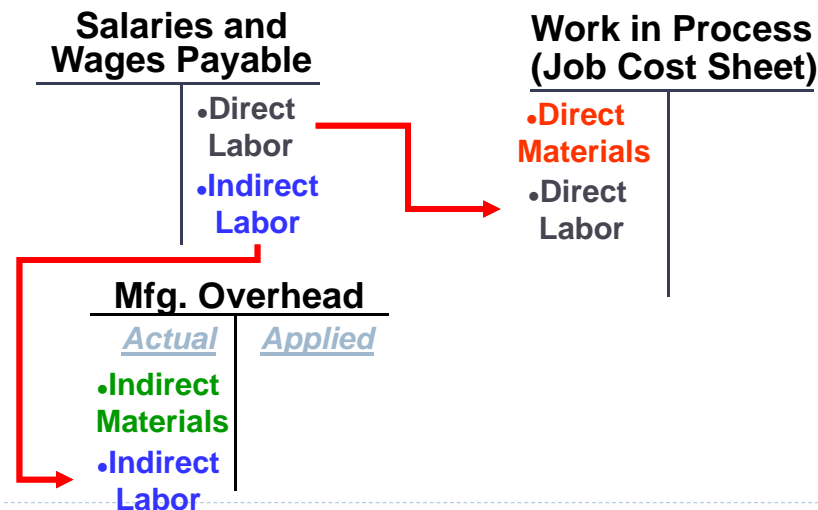 Salaries and
Wages Payable
•Direct
Labor
•Indirect
Labor
Work in Process
(Job Cost Sheet)
•Direct
Materials
•Direct
Labor
Mfg. Overhead
Actual
Applied
•Indirect
Materials
•Indirect
Labor